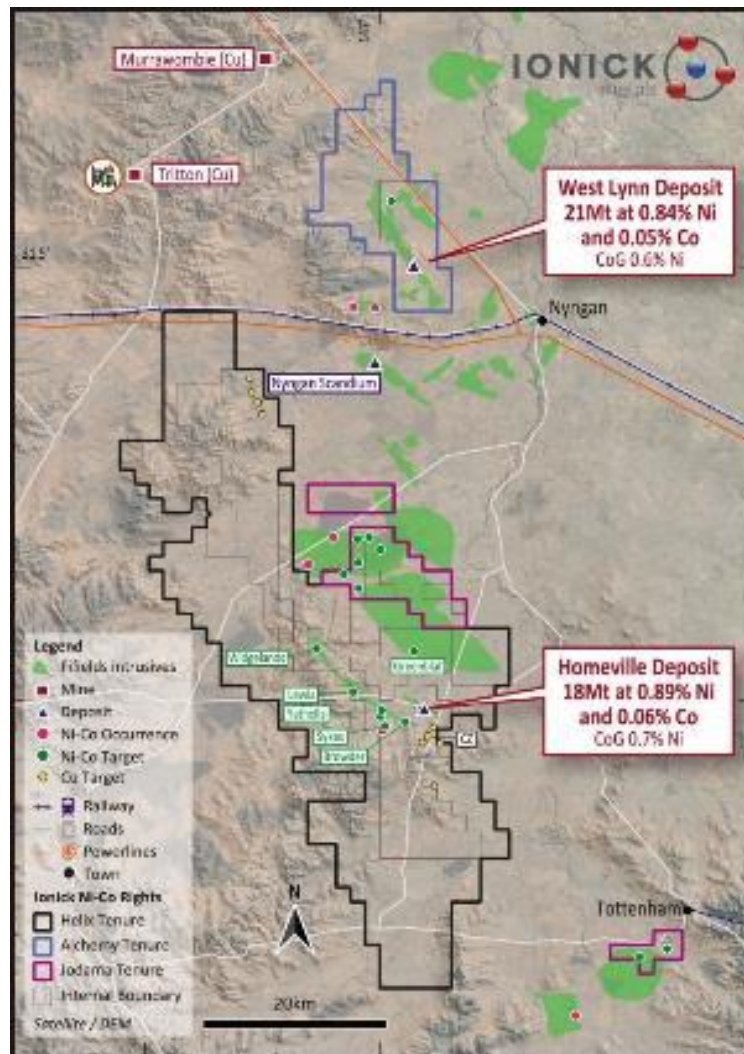 Murrawombie (Cu)
IONICK
Tritton (Cu)
West Lynn Deposit
21Mt at 0.84% Ni
and 0.05% Co
CoG 0.6% Ni
Nyngan
Nyngan Scandium
Legend
Fifields intrusives
Mine
Deposit
Ni-Co Occurrence
Ni-Co Target
Cu Target
Railway
Roads
Powerlines
Town
Ionick Ni-Co Rights
Helix Tenure
Alchemy Tenure
Jodama Tenure
Internal Boundary
Satellite / DEM
Homeville Deposit
18Mt at 0.89% Ni
and 0.06% Co
CoG 0.7% Ni
CZ
N
20km
Tottenham